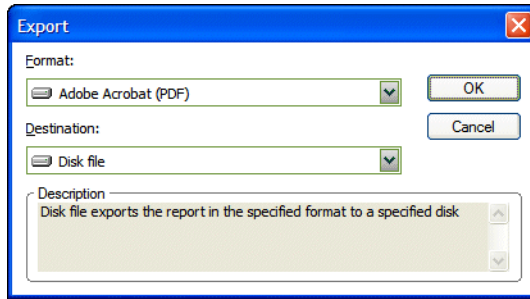 Export
Format:
Adobe Acrobat (PDF)
OK
Destination:
Cancel
Disk file
Description
Disk file exports the report in the specified format to a specified disk